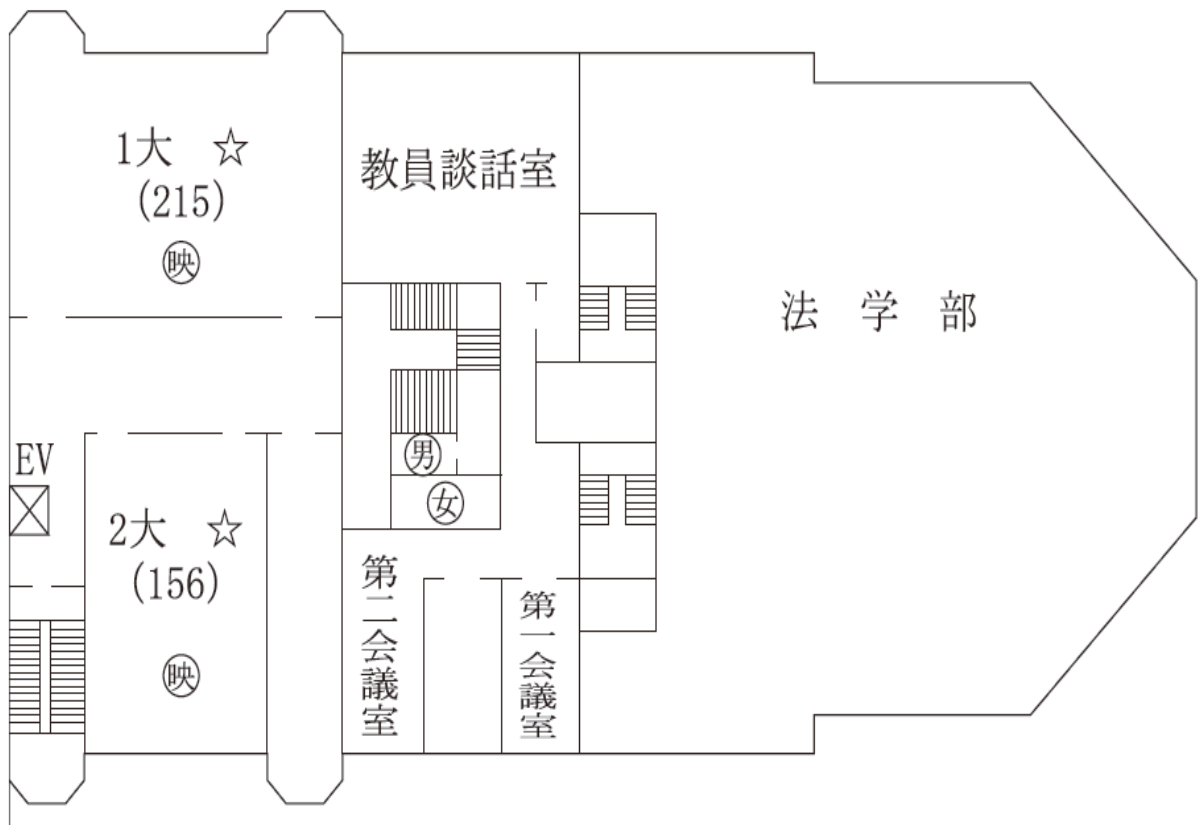 1大 ☆
(215)
映
教員談話室
法学部
EV
男
女
2大 ☆
(156)
映
第二会議室
第一会議室